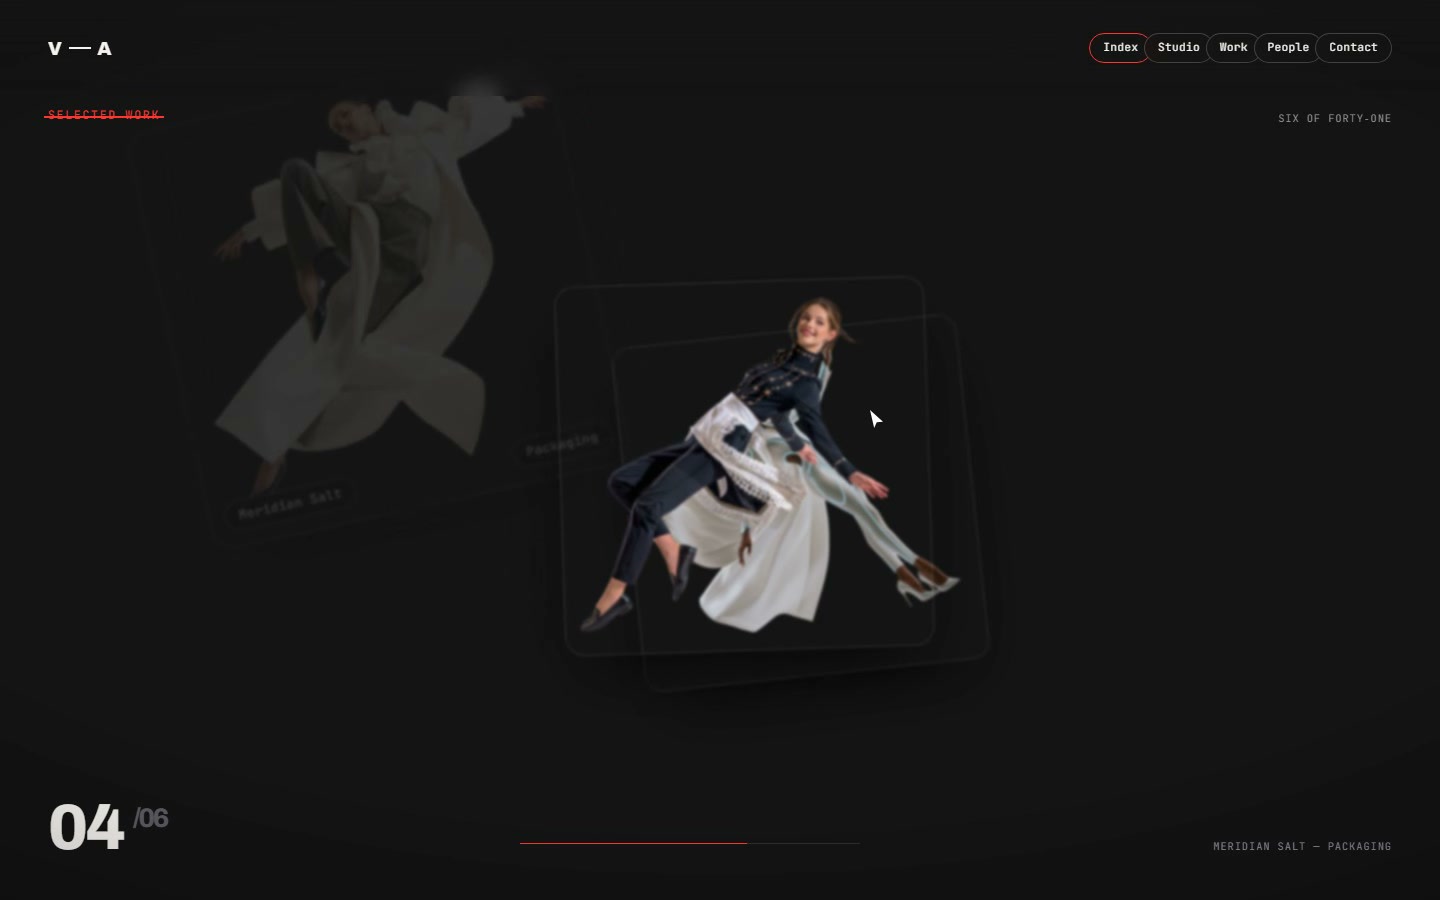 V — A
Index Studio Work People Contact
SELECTED WORK
SIX OF FORTY-ONE
Packaging
Meridian Salt
04 /06
MERIDIAN SALT — PACKAGING